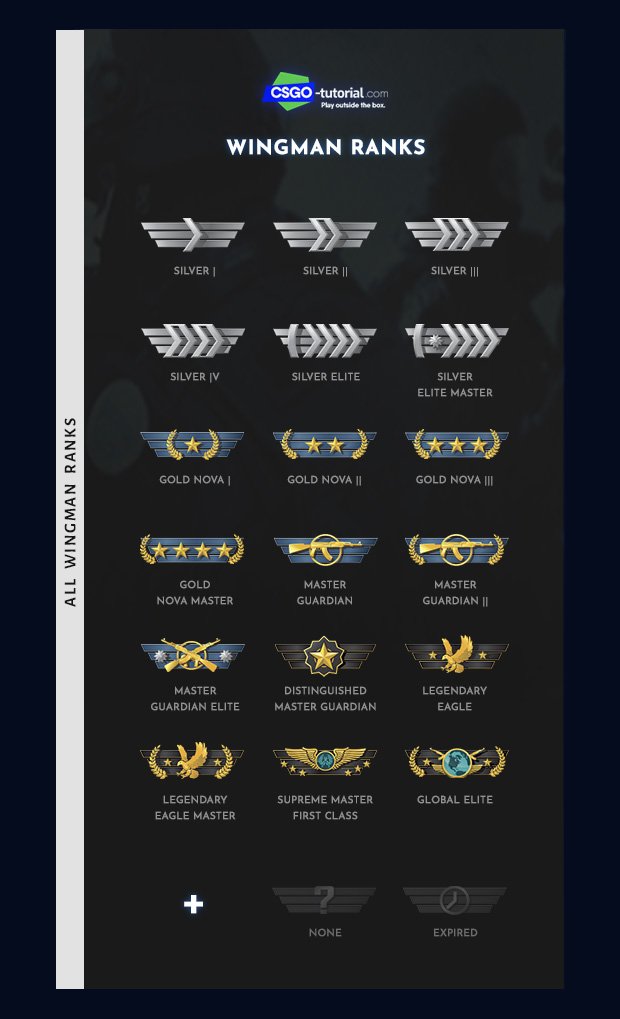 CSGO-tutorial.com
Play outside the box.
WINGMAN RANKS
ALL WINGMAN RANKS
SILVER |
SILVER ||
SILVER |||
SILVER |V
SILVER ELITE
SILVER
ELITE MASTER
GOLD NOVA |
GOLD NOVA ||
GOLD NOVA |||
GOLD
NOVA MASTER
MASTER
GUARDIAN
MASTER
GUARDIAN ||
MASTER
GUARDIAN ELITE
DISTINGUISHED
MASTER GUARDIAN
LEGENDARY
EAGLE
LEGENDARY
EAGLE MASTER
SUPREME MASTER
FIRST CLASS
GLOBAL ELITE
+
?
NONE
EXPIRED